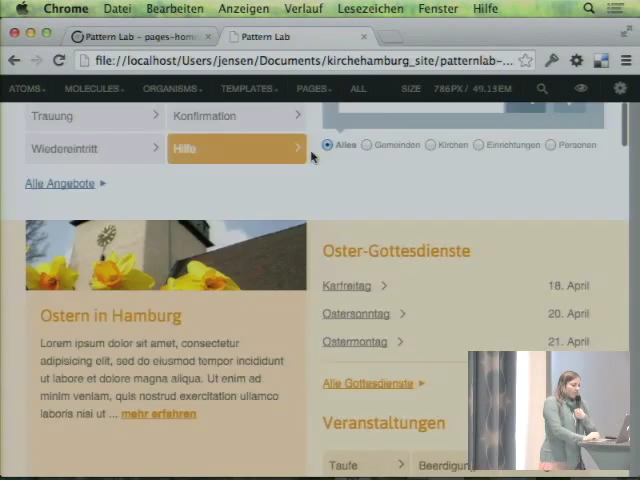 Chrome Datei Bearbeiten Anzeigen Verlauf Lesezeichen Fenster Hilfe
Pattern Lab - pages-home
Pattern Lab
file://localhost/Users/jensen/Documents/kirchehamburg_site/patternlab-...
ATOMS MOLECULES ORGANISMS TEMPLATES PAGES ALL SIZE 786PX / 49.13EM
Trauung
Konfirmation
Wiedereintritt
Hilfe
Alles Gemeinden Kirchen Einrichtungen Personen
Alle Angebote
Ostern in Hamburg
Lorem ipsum dolor sit amet, consectetur
adipisicing elit, sed do eiusmod tempor incididunt
ut labore et dolore magna aliqua. Ut enim ad
minim veniam, quis nostrud exercitation ullamco
laboris nisi ut ... mehr erfahren
Oster-Gottesdienste
Karfreitag 18. April
Ostersonntag 20. April
Ostermontag 21. April
Alle Gottesdienste
Veranstaltungen
Taufe
Beerdigung